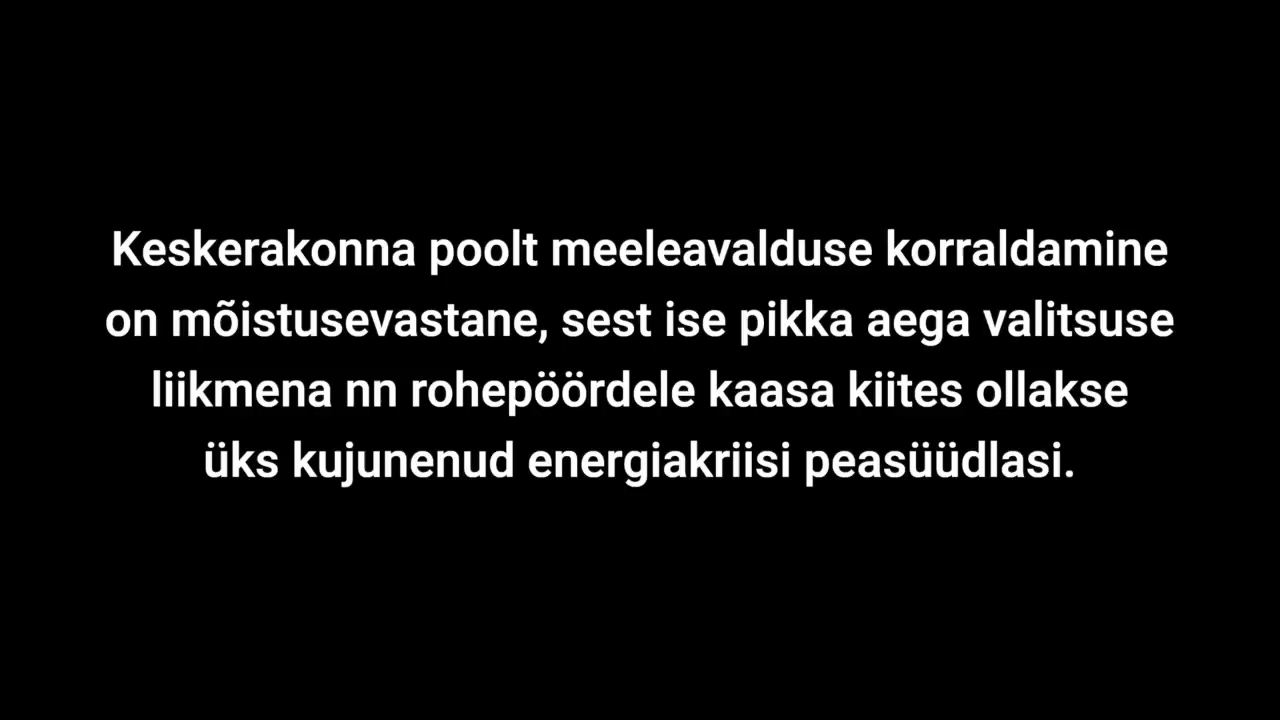 Keskerakonna poolt meeleavalduse korraldamine
on mõistusevastane, sest ise pikka aega valitsuse
liikmena nn rohepöördele kaasa kiites ollakse
üks kujunenud energiakriisi peasüüdlasi.